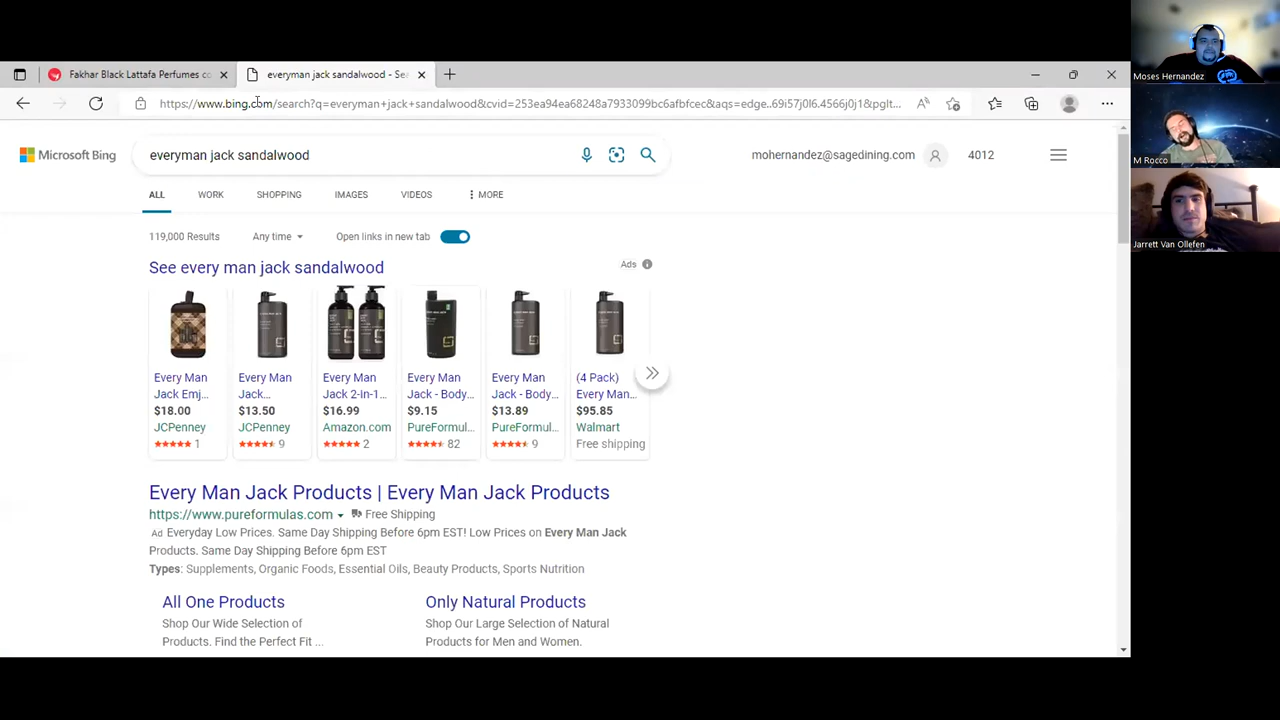 Fakhar Black Lattafa Perfumes co
everyman jack sandalwood - Sea
https://www.bing.com/search?q=everyman+jack+sandalwood&cvid=253ea94ea68248a7933099bc6afbfcec&aqs=edge..69i57j0l6.4566j0j1&pglt...
Microsoft Bing
everyman jack sandalwood
mohernandez@sagedining.com
4012
ALL WORK SHOPPING IMAGES VIDEOS MORE
119,000 Results Any time Open links in new tab
See every man jack sandalwood
Ads
Every Man Jack Emj...
$18.00
JCPenney
1
Every Man Jack...
$13.50
JCPenney
9
Every Man Jack 2-In-1...
$16.99
Amazon.com
2
Every Man Jack - Body...
$9.15
PureFormul...
82
Every Man Jack - Body...
$13.89
PureFormul...
9
(4 Pack) Every Man...
$95.85
Walmart
Free shipping
Every Man Jack Products | Every Man Jack Products
https://www.pureformulas.com Free Shipping
Ad Everyday Low Prices. Same Day Shipping Before 6pm EST! Low Prices on Every Man Jack
Products. Same Day Shipping Before 6pm EST
Types: Supplements, Organic Foods, Essential Oils, Beauty Products, Sports Nutrition
All One Products
Shop Our Wide Selection of
Products. Find the Perfect Fit ...
Only Natural Products
Shop Our Large Selection of Natural
Products for Men and Women.
Moses Hernandez
M Rocco
Jarrett Van Ollefen